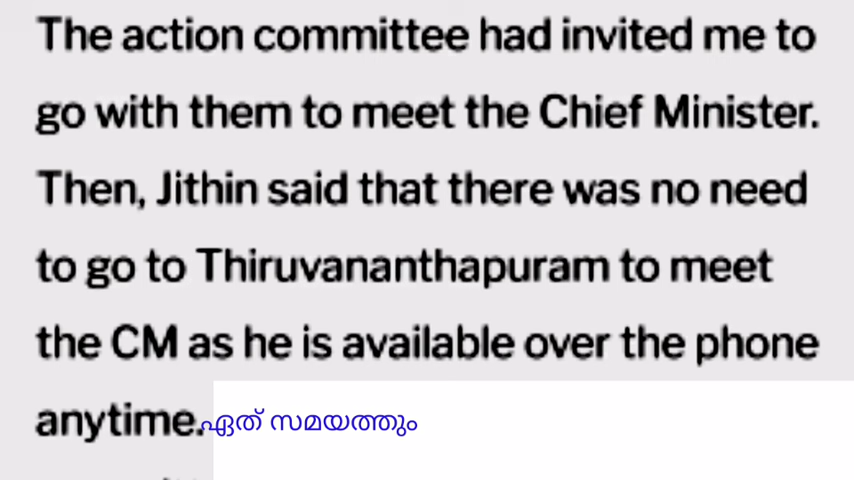 The action committee had invited me to
go with them to meet the Chief Minister.
Then, Jithin said that there was no need
to go to Thiruvananthapuram to meet
the CM as he is available over the phone
anytime.ഏത് സമയത്തും